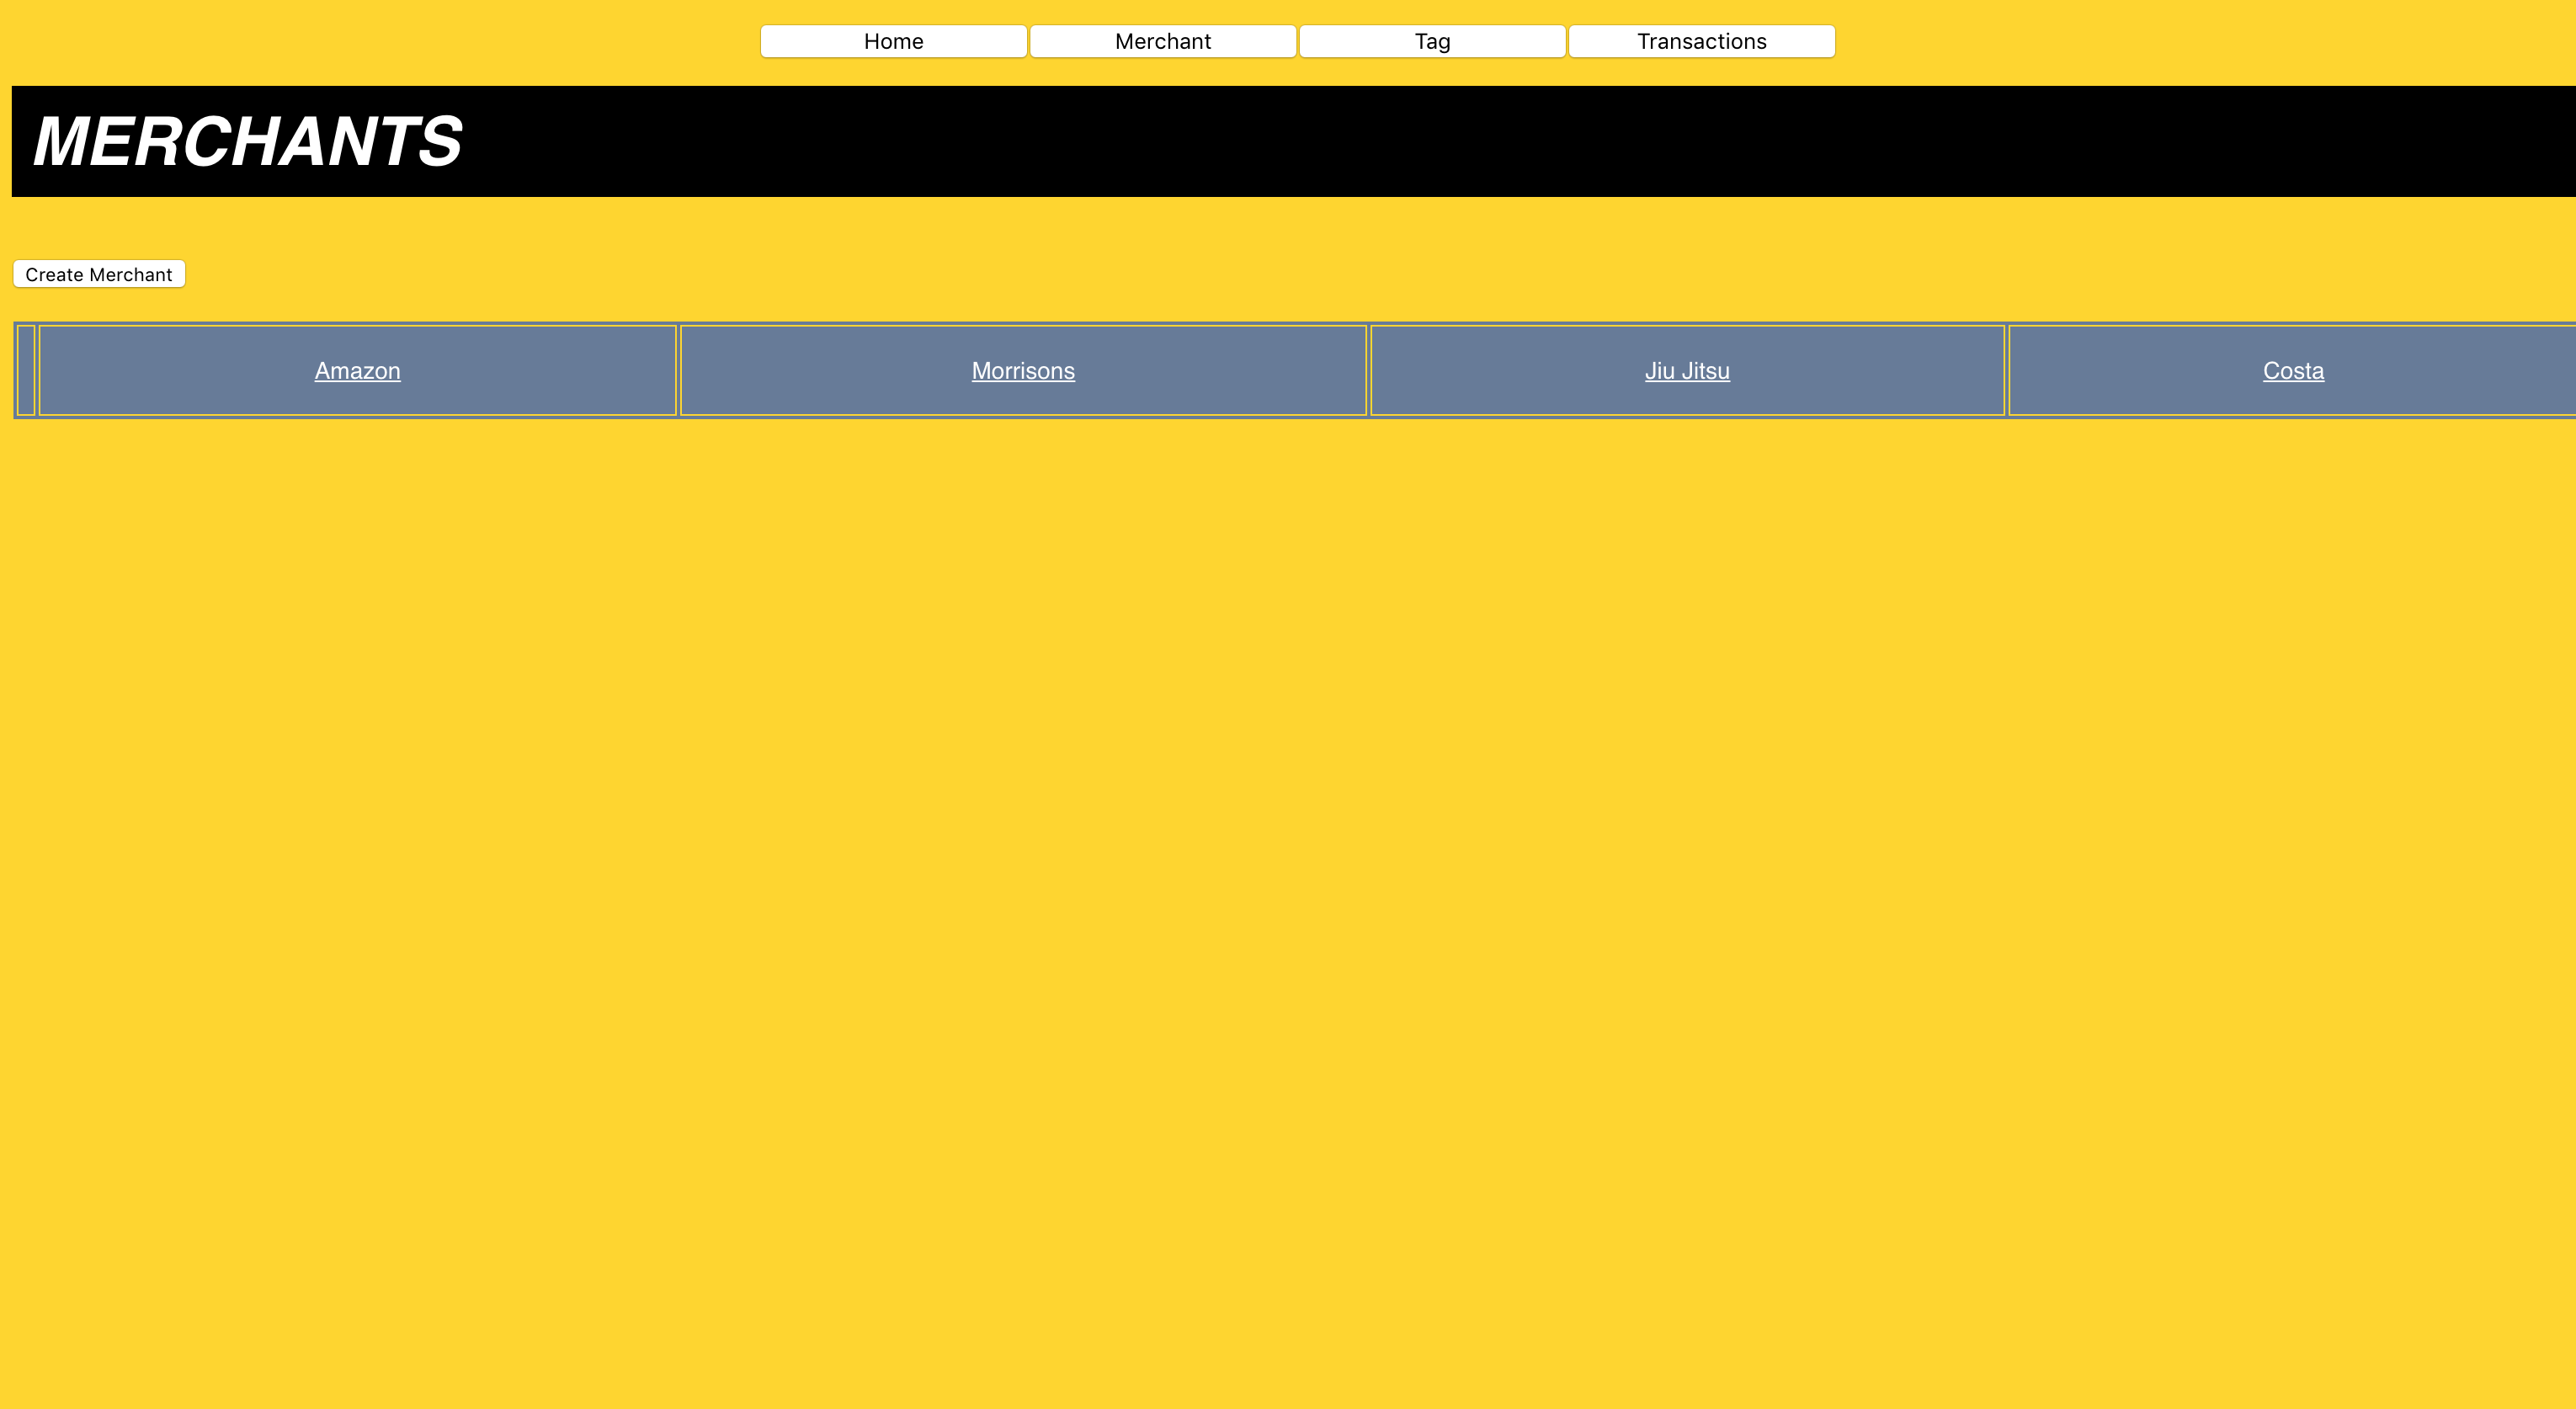 Home Merchant Tag Transactions
MERCHANTS
Create Merchant
Amazon Morrisons Jiu Jitsu Costa